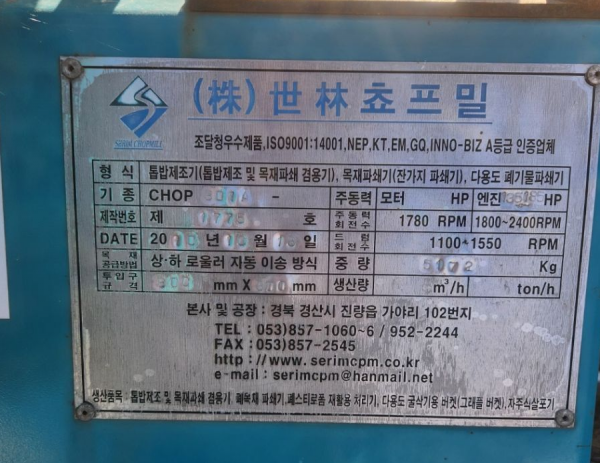 SERIM CHOPMILL
(株) 世林 쵸프밀
조달청우수제품, ISO9001:14001, NEP, KT, EM, GQ, INNO-BIZ A등급 인증업체
형 식 톱밥제조기(톱밥제조 및 목재파쇄 겸용기), 목재파쇄기(잔가지 파쇄기), 다용도 폐기물파쇄기
기 종 CHOP - 주동력 모터 HP 엔진 HP
제작번호 제 호 주 동 력 회전수 1780 RPM 1800~2400RPM
DATE 20 년 월 일 드 럼 회전수 1100*1550 RPM
목 재 공급방법 상·하 로울러 자동 이송 방식 중 량 5172 Kg
투 입 구 규 격 mm X mm 생산량 m³/h ton/h
본사 및 공장 : 경북 경산시 진량읍 가야리 102번지
TEL : 053)857-1060~6 / 952-2244
FAX : 053)857-2545
http : // www. serimcpm.co.kr
e-mail : serimcpm@hanmail.net
생산품목 : 톱밥제조 및 목재파쇄 겸용기, 폐목재 파쇄기, 폐스티로폼 재활용 처리기, 다용도 굴삭기용 버켓(그래플 버켓), 자주식살포기